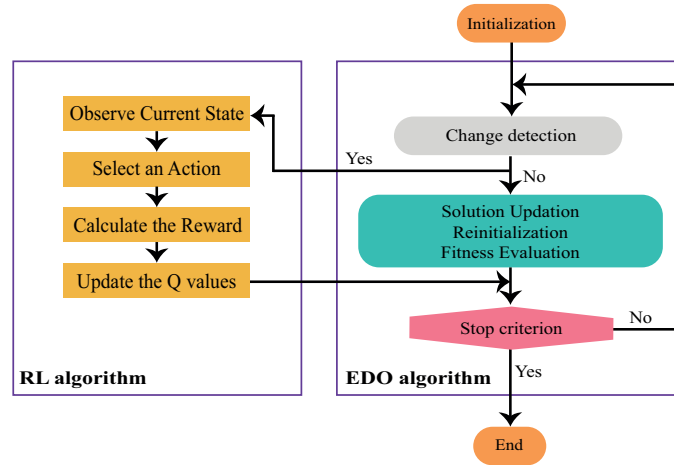 Initialization
Observe Current State
Change detection
Yes
No
Select an Action
Solution Updation
Reinitialization
Fitness Evaluation
Calculate the Reward
Update the Q values
Stop criterion
No
Yes
RL algorithm
EDO algorithm
End